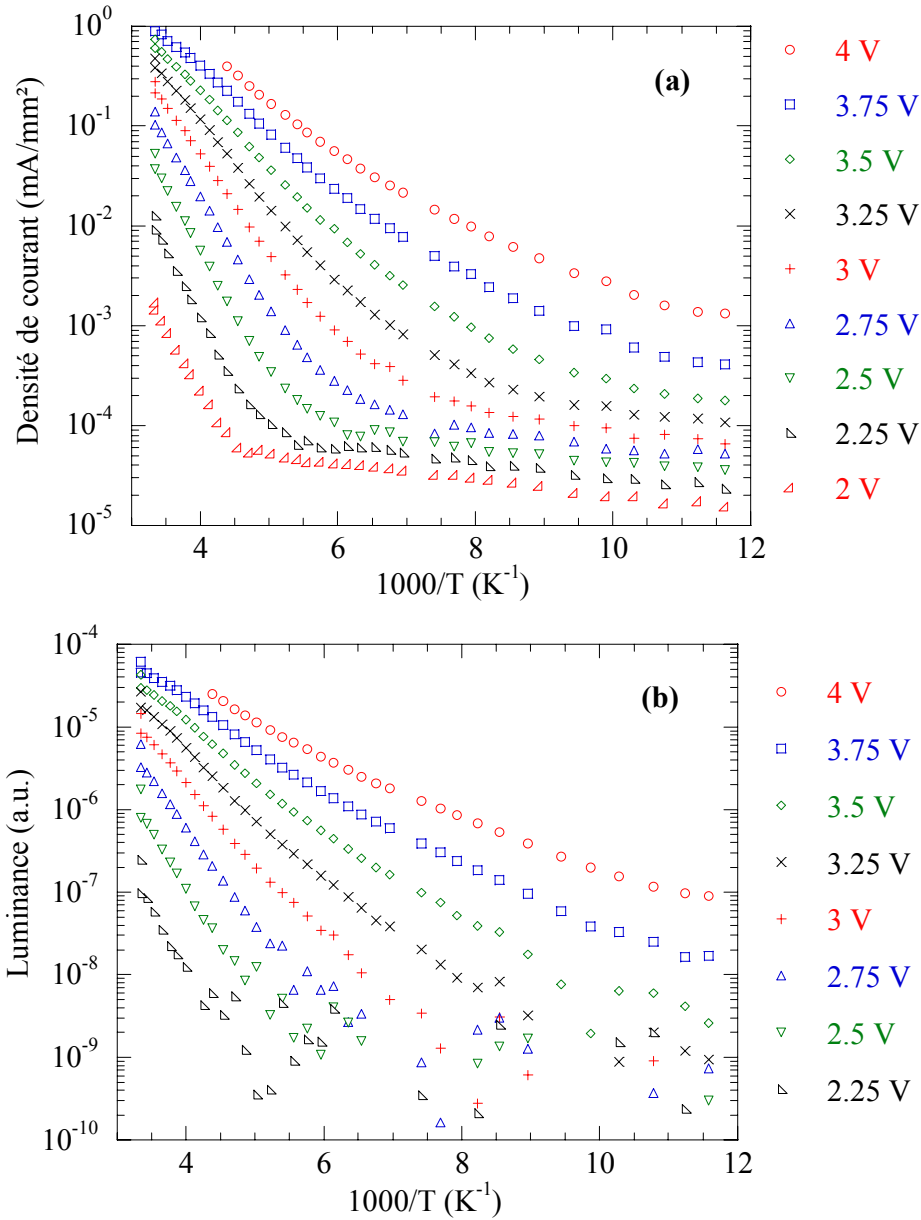 10^0
10^-1
10^-2
10^-3
10^-4
10^-5
Densité de courant (mA/mm²)
(a)
4 6 8 10 12
1000/T (K^-1)
4 V
3.75 V
3.5 V
3.25 V
3 V
2.75 V
2.5 V
2.25 V
2 V
10^-4
10^-5
10^-6
10^-7
10^-8
10^-9
10^-10
Luminance (a.u.)
(b)
4 6 8 10 12
1000/T (K^-1)
4 V
3.75 V
3.5 V
3.25 V
3 V
2.75 V
2.5 V
2.25 V